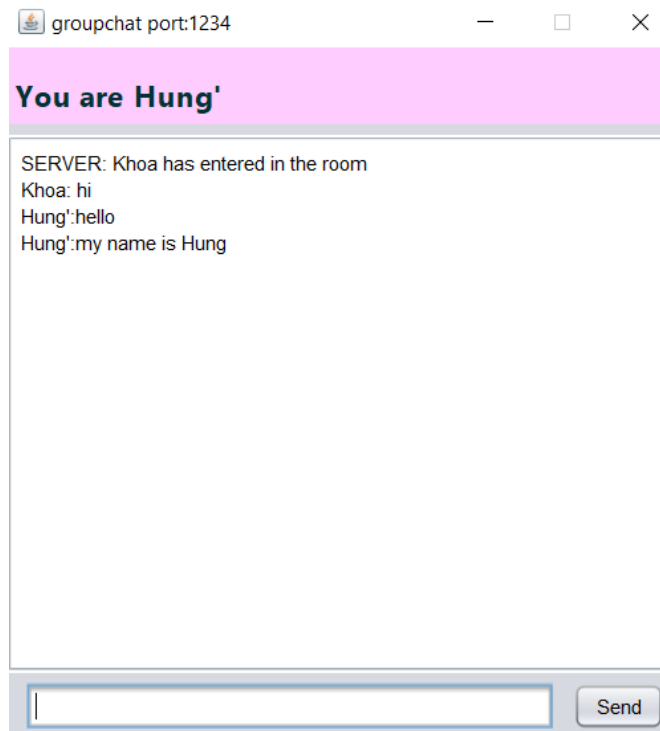 groupchat port:1234
You are Hung'
SERVER: Khoa has entered in the room
Khoa: hi
Hung':hello
Hung':my name is Hung
Send